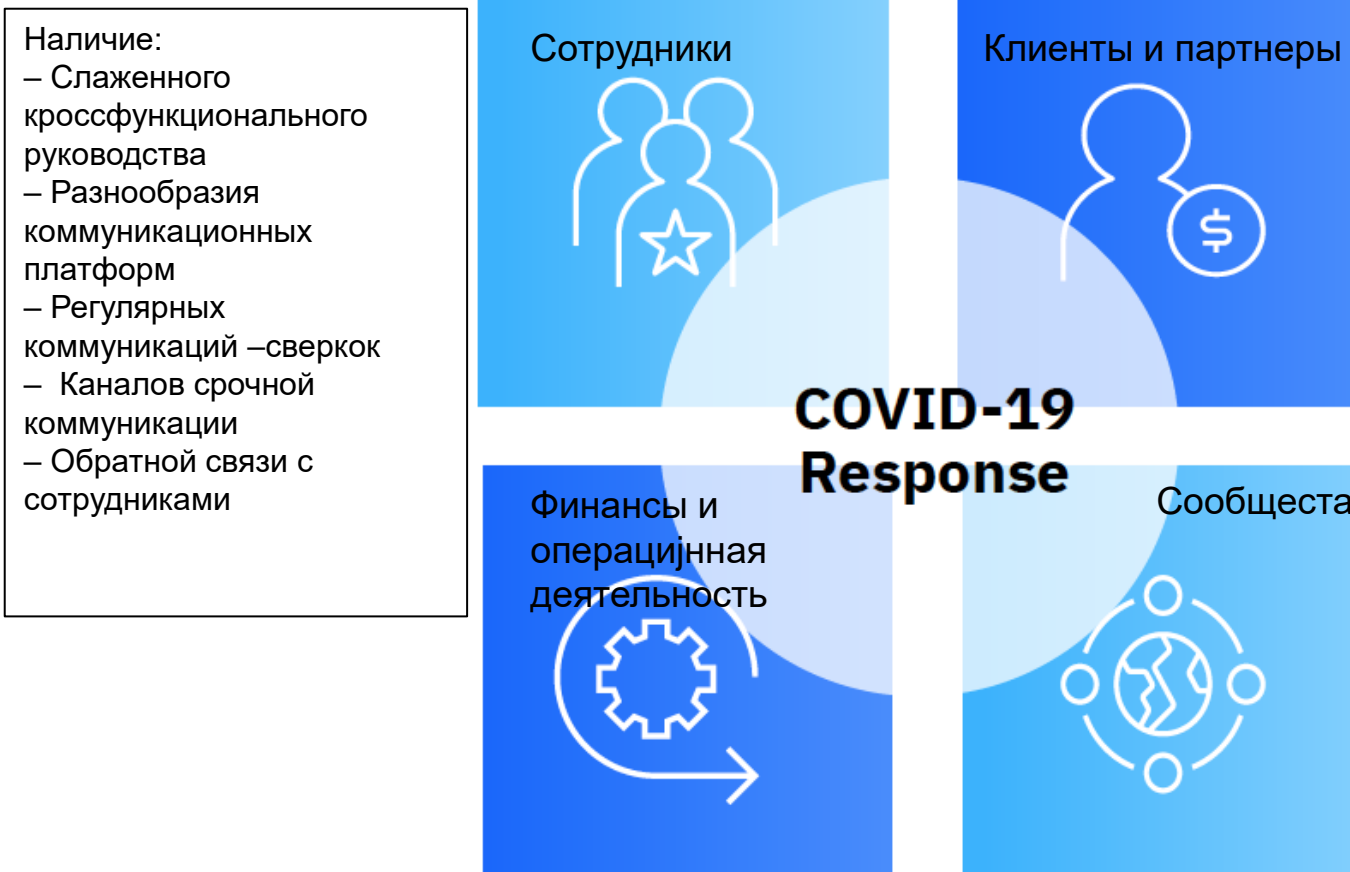 Наличие:
– Слаженного
кроссфункционального
руководства
– Разнообразия
коммуникационных
платформ
– Регулярных
коммуникаций –сверкок
–  Каналов срочной
коммуникации
– Обратной связи с
сотрудниками
Сотрудники
Клиенты и партнеры
COVID-19
Response
Финансы и
операцијнная
деятельность
Сообщеста
$